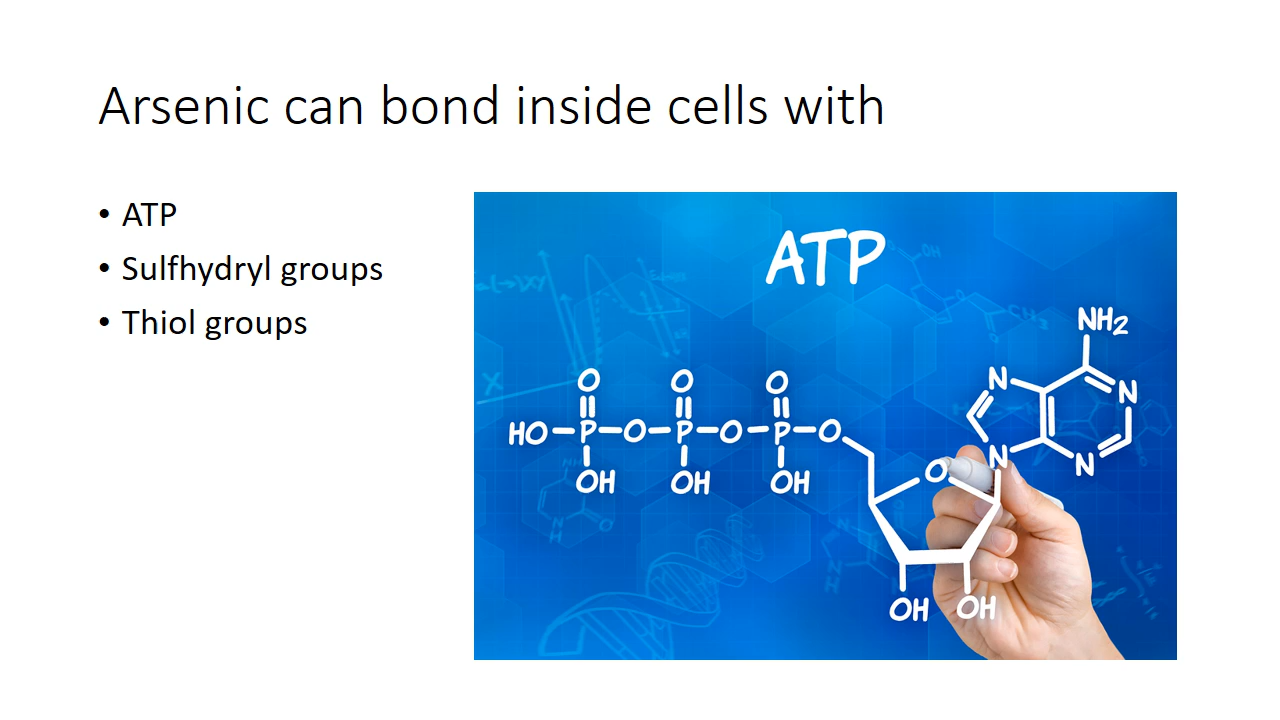 Arsenic can bond inside cells with
• ATP
• Sulfhydryl groups
• Thiol groups
ATP
NH2
N N
O O O
HO P O P O P O
N N
OH OH OH
O
OH OH